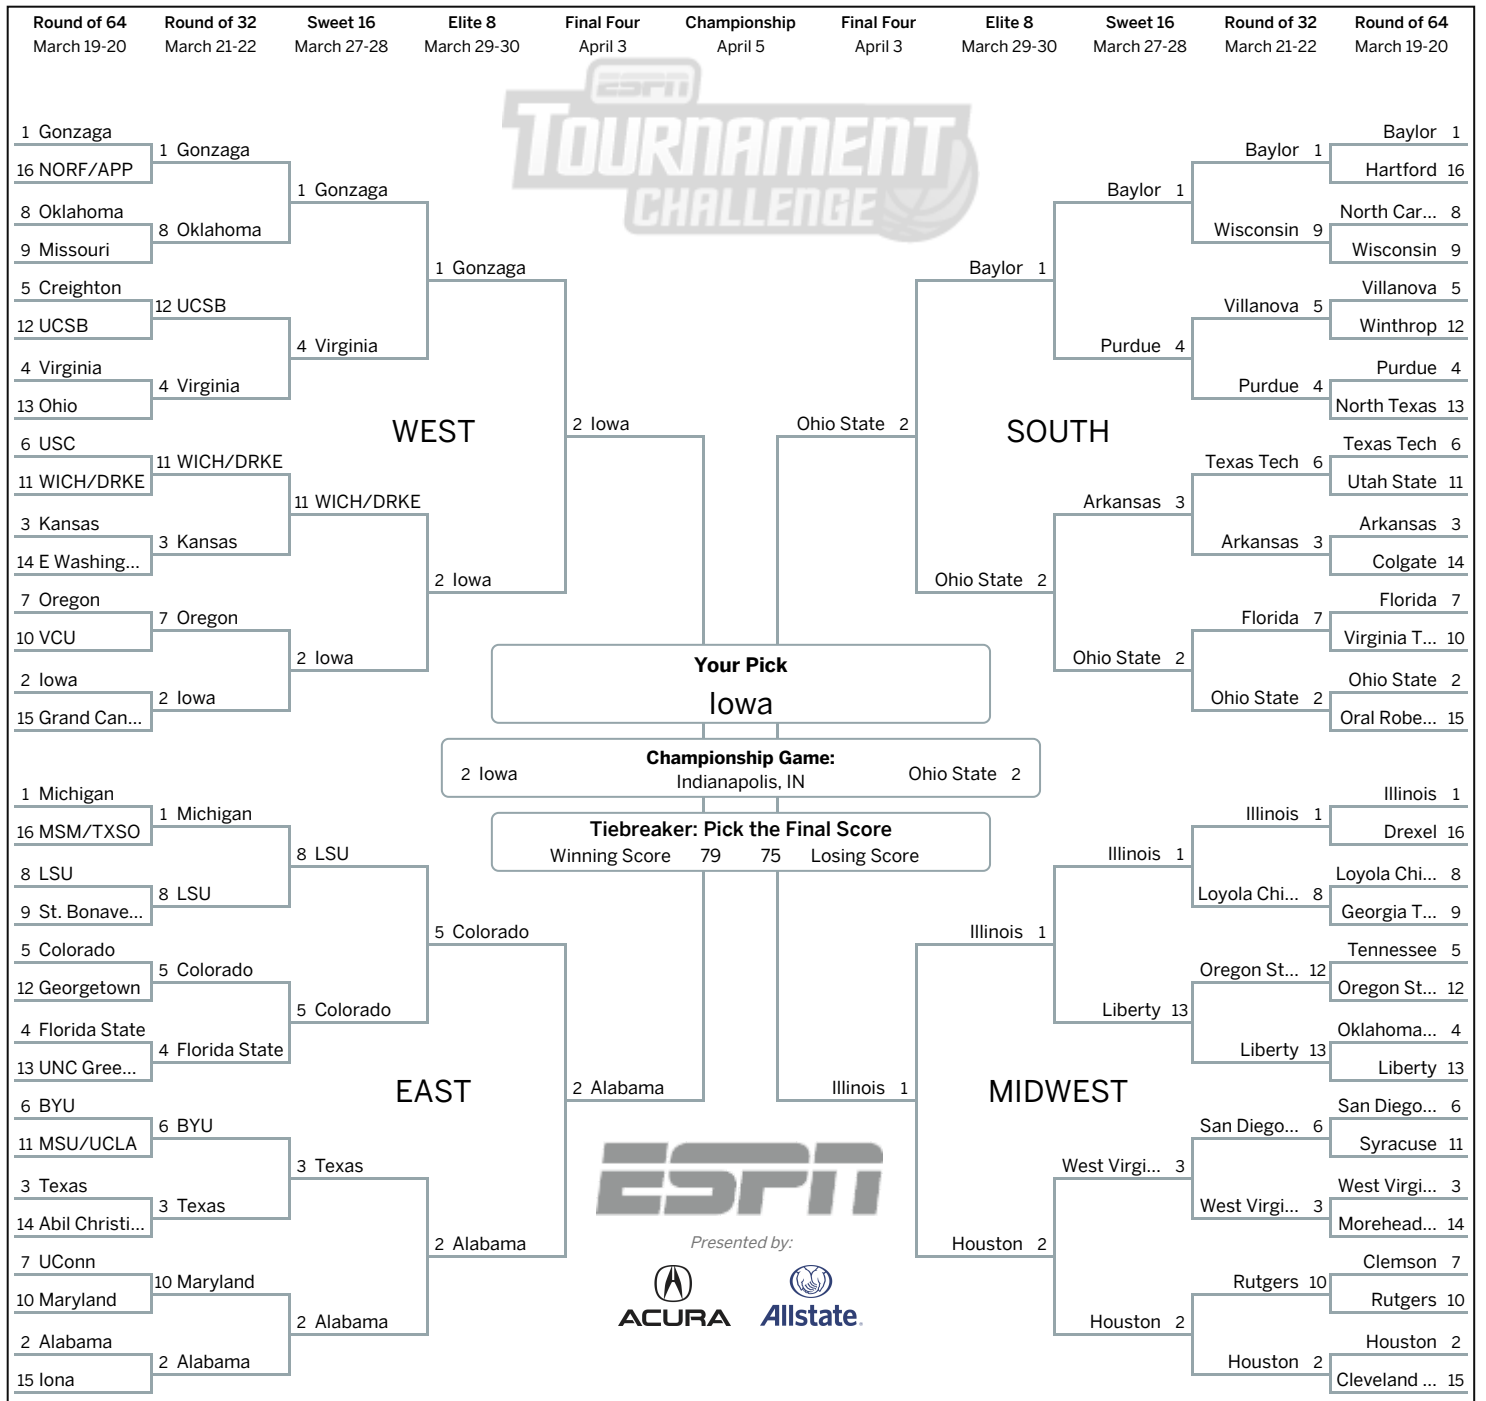 Round of 64 Round of 32 Sweet 16 Elite 8 Final Four Championship Final Four Elite 8 Sweet 16 Round of 32 Round of 64
March 19-20 March 21-22 March 27-28 March 29-30 April 3 April 5 April 3 March 29-30 March 27-28 March 21-22 March 19-20
ESPN
TOURNAMENT
CHALLENGE
1 Gonzaga
16 NORF/APP
8 Oklahoma
9 Missouri
5 Creighton
12 UCSB
4 Virginia
13 Ohio
6 USC
11 WICH/DRKE
3 Kansas
14 E Washing...
7 Oregon
10 VCU
2 Iowa
15 Grand Can...
1 Gonzaga
8 Oklahoma
12 UCSB
4 Virginia
11 WICH/DRKE
3 Kansas
7 Oregon
2 Iowa
1 Gonzaga
4 Virginia
11 WICH/DRKE
2 Iowa
1 Gonzaga
2 Iowa
WEST
2 Iowa
Ohio State 2
SOUTH
Baylor 1
Ohio State 2
Baylor 1
Purdue 4
Arkansas 3
Ohio State 2
Baylor 1
Wisconsin 9
Villanova 5
Purdue 4
Texas Tech 6
Arkansas 3
Florida 7
Ohio State 2
Baylor 1
Hartford 16
North Car... 8
Wisconsin 9
Villanova 5
Winthrop 12
Purdue 4
North Texas 13
Texas Tech 6
Utah State 11
Arkansas 3
Colgate 14
Florida 7
Virginia T... 10
Ohio State 2
Oral Robe... 15
Your Pick
Iowa
Championship Game:
2 Iowa Indianapolis, IN Ohio State 2
Tiebreaker: Pick the Final Score
Winning Score 79 75 Losing Score
1 Michigan
16 MSM/TXSO
8 LSU
9 St. Bonave...
5 Colorado
12 Georgetown
4 Florida State
13 UNC Gree...
6 BYU
11 MSU/UCLA
3 Texas
14 Abil Christi...
7 UConn
10 Maryland
2 Alabama
15 Iona
1 Michigan
8 LSU
5 Colorado
4 Florida State
6 BYU
3 Texas
10 Maryland
2 Alabama
8 LSU
5 Colorado
3 Texas
2 Alabama
5 Colorado
2 Alabama
EAST
2 Alabama
Illinois 1
MIDWEST
Illinois 1
Houston 2
Illinois 1
Liberty 13
West Virgi... 3
Houston 2
Illinois 1
Loyola Chi... 8
Oregon St... 12
Liberty 13
San Diego... 6
West Virgi... 3
Rutgers 10
Houston 2
Illinois 1
Drexel 16
Loyola Chi... 8
Georgia T... 9
Tennessee 5
Oregon St... 12
Oklahoma... 4
Liberty 13
San Diego... 6
Syracuse 11
West Virgi... 3
Morehead... 14
Clemson 7
Rutgers 10
Houston 2
Cleveland ... 15
ESPN
Presented by:
ACURA Allstate.